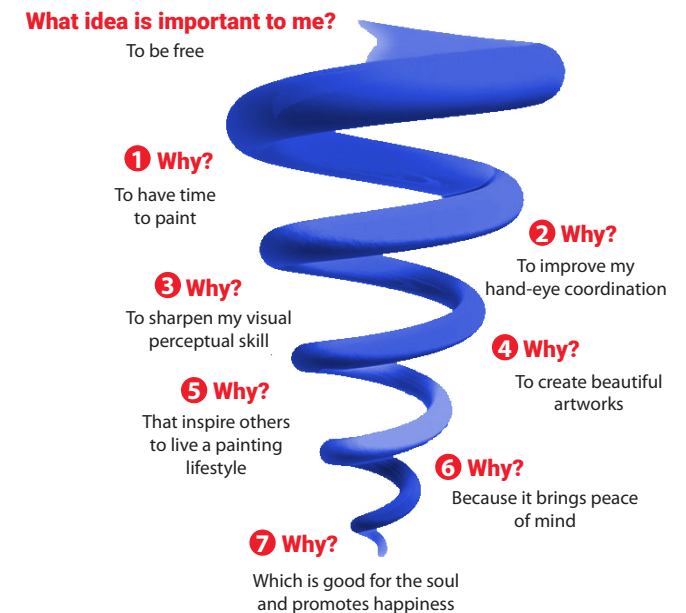 What idea is important to me?
To be free
1 Why?
To have time
to paint
2 Why?
To improve my
hand-eye coordination
3 Why?
To sharpen my visual
perceptual skill
4 Why?
To create beautiful
artworks
5 Why?
That inspire others
to live a painting
lifestyle
6 Why?
Because it brings peace
of mind
7 Why?
Which is good for the soul
and promotes happiness